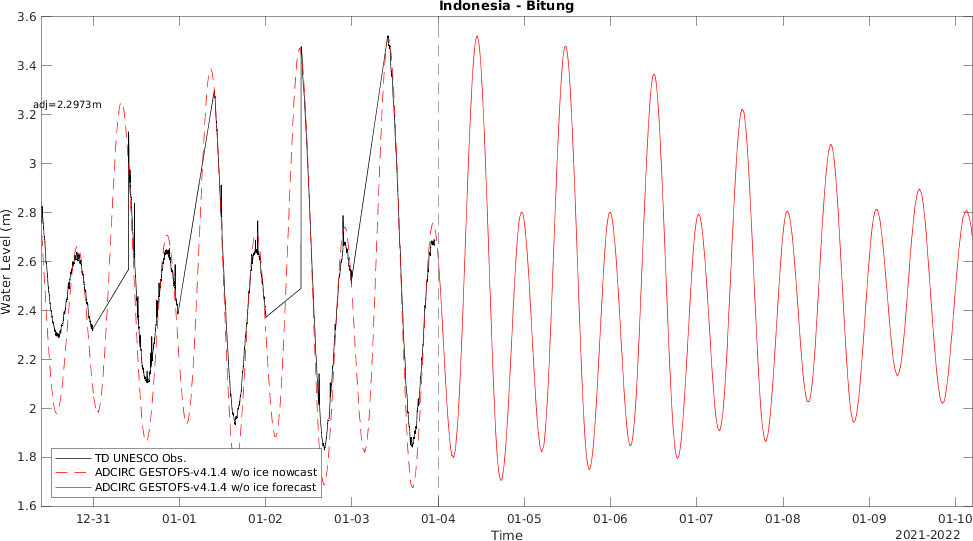 Indonesia - Bitung
3.6
3.4
adj=2.2973m
3.2
3
2.8
2.6
2.4
2.2
2
1.8
1.6
Water Level (m)
TD UNESCO Obs.
ADCIRC GESTOFS-v4.1.4 w/o ice nowcast
ADCIRC GESTOFS-v4.1.4 w/o ice forecast
12-31 01-01 01-02 01-03 01-04 01-05 01-06 01-07 01-08 01-09 01-10
Time
2021-2022